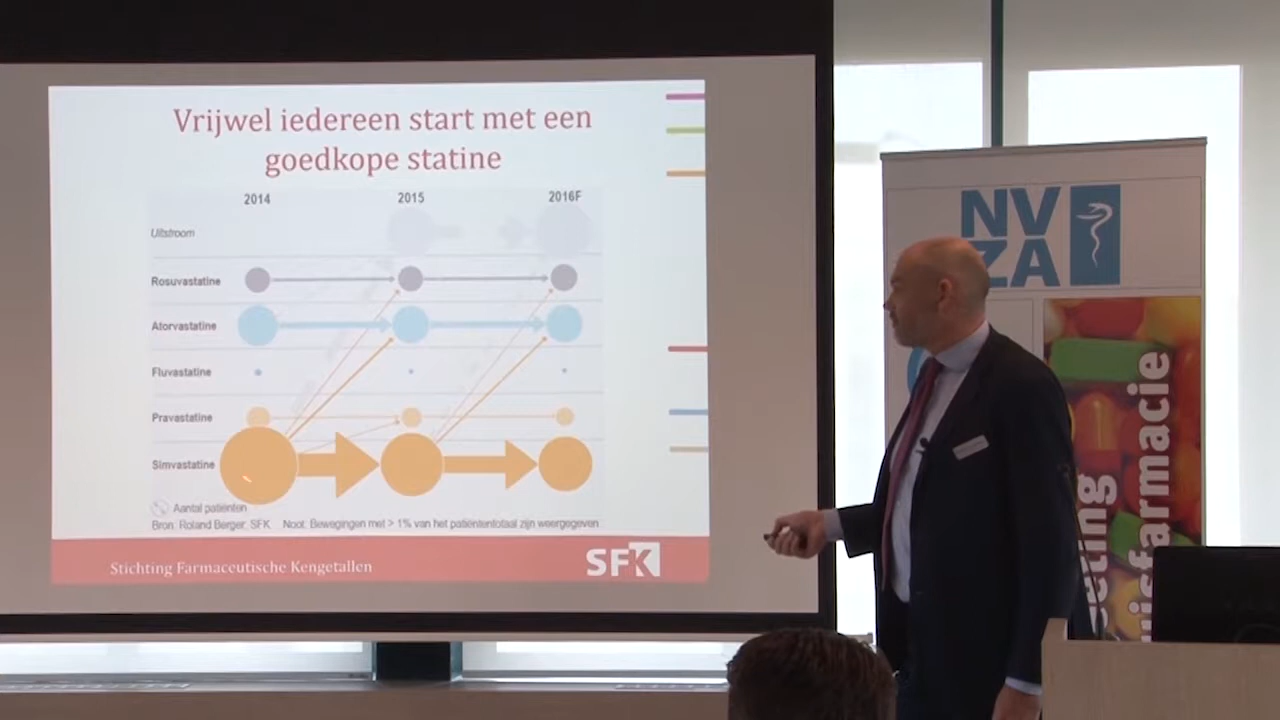 Vrijwel iedereen start met een
goedkope statine
2014 2015 2016F
Uitstroom
Rosuvastatine
Atorvastatine
Fluvastatine
Pravastatine
Simvastatine
Aantal patiënten
Bron: Roland Berger; SFK Noot: Bewegingen met > 1% van het patiëntentotaal zijn weergegeven
Stichting Farmaceutische Kengetallen
SFK
NV
ZA